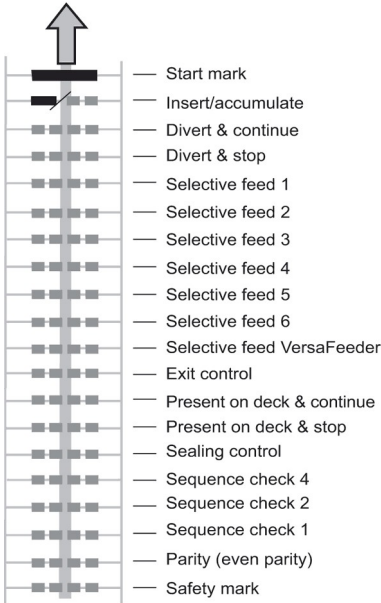 Start mark
Insert/accumulate
Divert & continue
Divert & stop
Selective feed 1
Selective feed 2
Selective feed 3
Selective feed 4
Selective feed 5
Selective feed 6
Selective feed VersaFeeder
Exit control
Present on deck & continue
Present on deck & stop
Sealing control
Sequence check 4
Sequence check 2
Sequence check 1
Parity (even parity)
Safety mark